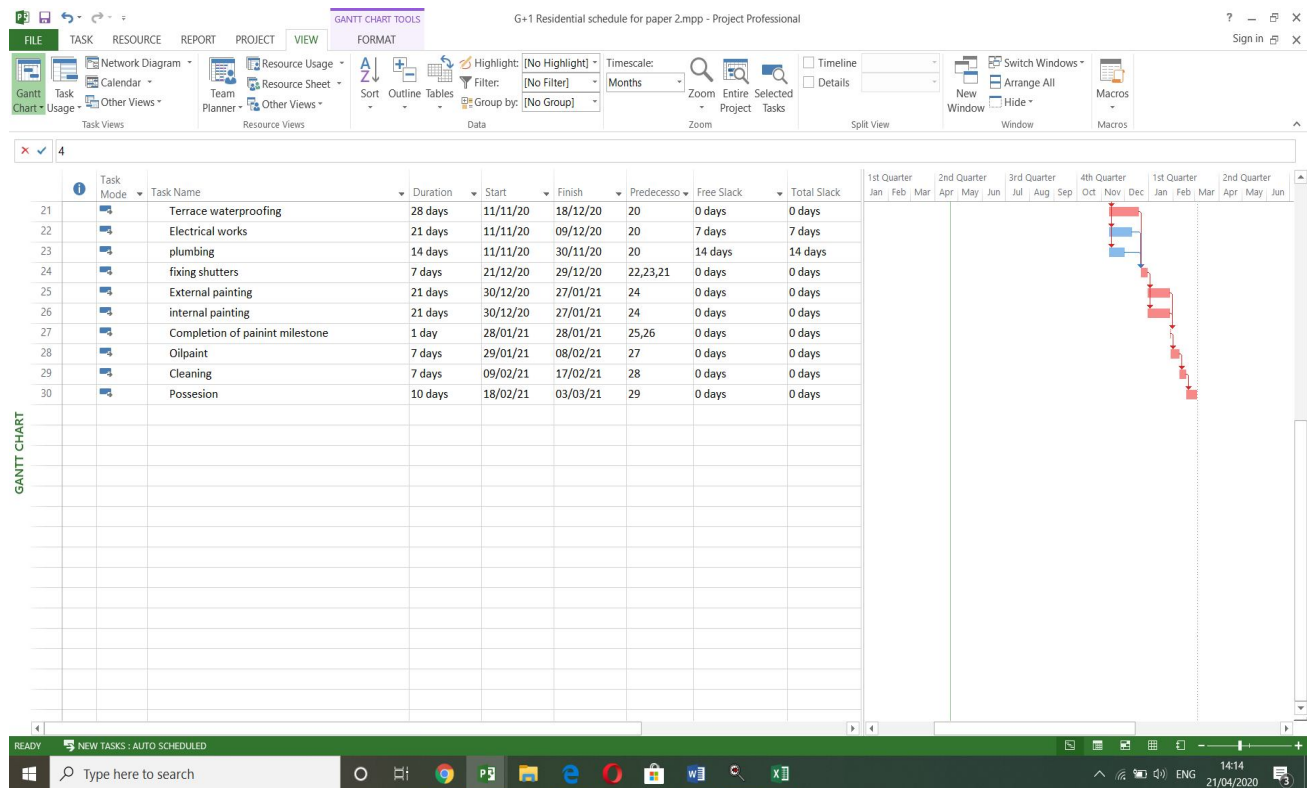 GANTT CHART TOOLS
G+1 Residential schedule for paper 2.mpp - Project Professional
FILE TASK RESOURCE REPORT PROJECT VIEW FORMAT Sign in
Gantt Chart
Task Usage
Network Diagram
Calendar
Other Views
Task Views
Team Planner
Resource Usage
Resource Sheet
Other Views
Resource Views
Sort Outline Tables
Highlight: [No Highlight]
Filter: [No Filter]
Group by: [No Group]
Data
Timescale:
Months
Zoom Entire Project Selected Tasks
Zoom
Timeline
Details
Split View
New Window
Switch Windows
Arrange All
Hide
Window
Macros
Macros
4
Task Mode Task Name Duration Start Finish Predecesso Free Slack Total Slack
1st Quarter 2nd Quarter 3rd Quarter 4th Quarter 1st Quarter 2nd Quarter
Jan Feb Mar Apr May Jun Jul Aug Sep Oct Nov Dec Jan Feb Mar Apr May Jun
21 Terrace waterproofing 28 days 11/11/20 18/12/20 20 0 days 0 days
22 Electrical works 21 days 11/11/20 09/12/20 20 7 days 7 days
23 plumbing 14 days 11/11/20 30/11/20 20 14 days 14 days
24 fixing shutters 7 days 21/12/20 29/12/20 22,23,21 0 days 0 days
25 External painting 21 days 30/12/20 27/01/21 24 0 days 0 days
26 internal painting 21 days 30/12/20 27/01/21 24 0 days 0 days
27 Completion of painint milestone 1 day 28/01/21 28/01/21 25,26 0 days 0 days
28 Oilpaint 7 days 29/01/21 08/02/21 27 0 days 0 days
29 Cleaning 7 days 09/02/21 17/02/21 28 0 days 0 days
30 Possesion 10 days 18/02/21 03/03/21 29 0 days 0 days
GANTT CHART
READY NEW TASKS : AUTO SCHEDULED
Type here to search
ENG
14:14
21/04/2020
3